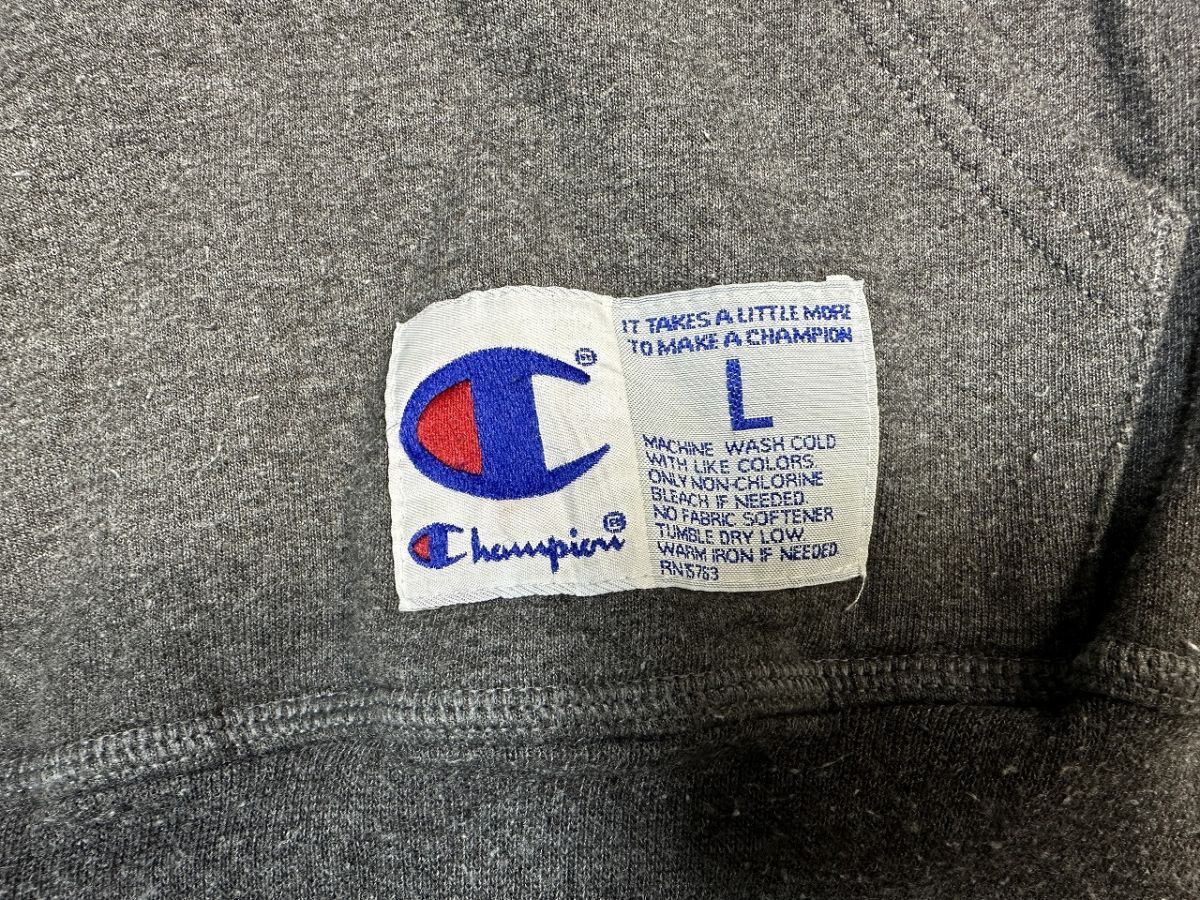 Champion
IT TAKES A LITTLE MORE
TO MAKE A CHAMPION
L
MACHINE WASH COLD
WITH LIKE COLORS,
ONLY NON-CHLORINE
BLEACH IF NEEDED.
NO FABRIC SOFTENER
TUMBLE DRY LOW
WARM IRON IF NEEDED
RN15763